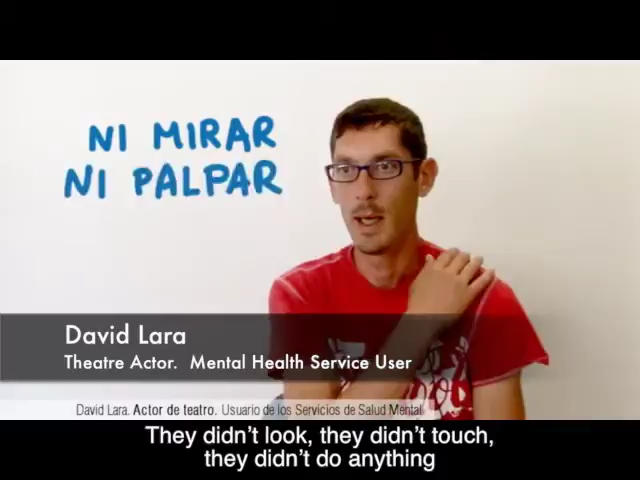 NI MIRAR
NI PALPAR
David Lara
Theatre Actor. Mental Health Service User
David Lara. Actor de teatro. Usuario de los Servicios de Salud Mental
They didn't look, they didn't touch,
they didn't do anything